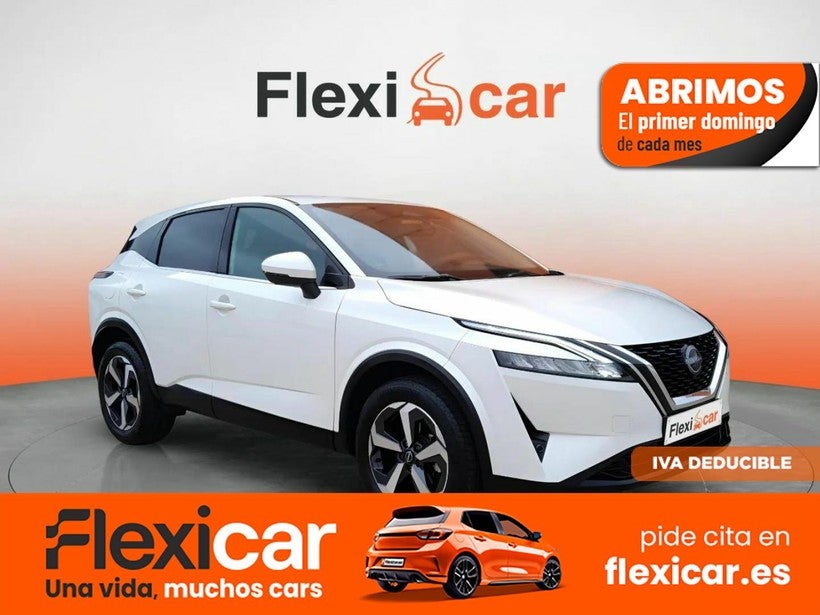 Flexicar
ABRIMOS
El primer domingo
de cada mes
Flexicar
IVA DEDUCIBLE
Flexicar
Una vida, muchos cars
pide cita en
flexicar.es